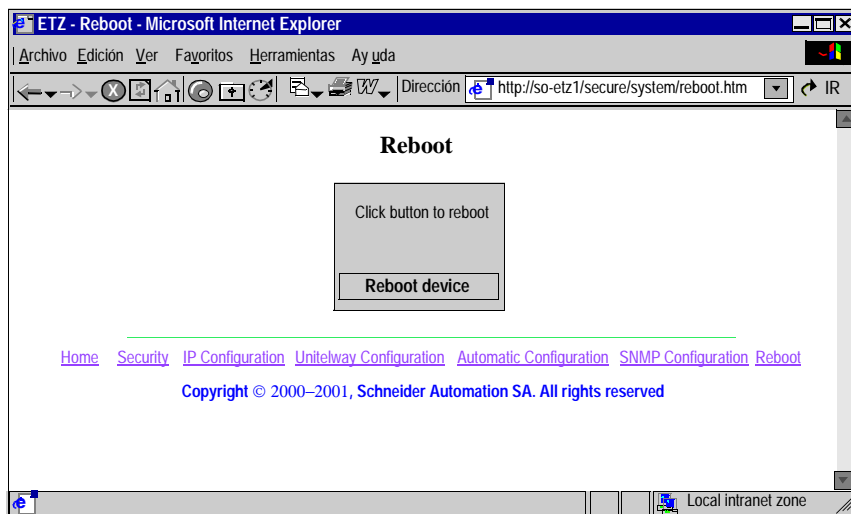 ETZ - Reboot - Microsoft Internet Explorer
Archivo Edición Ver Favoritos Herramientas Ay uda
Dirección http://so-etz1/secure/system/reboot.htm IR
Reboot
Click button to reboot
Reboot device
Home Security IP Configuration Unitelway Configuration Automatic Configuration SNMP Configuration Reboot
Copyright © 2000–2001, Schneider Automation SA. All rights reserved
Local intranet zone